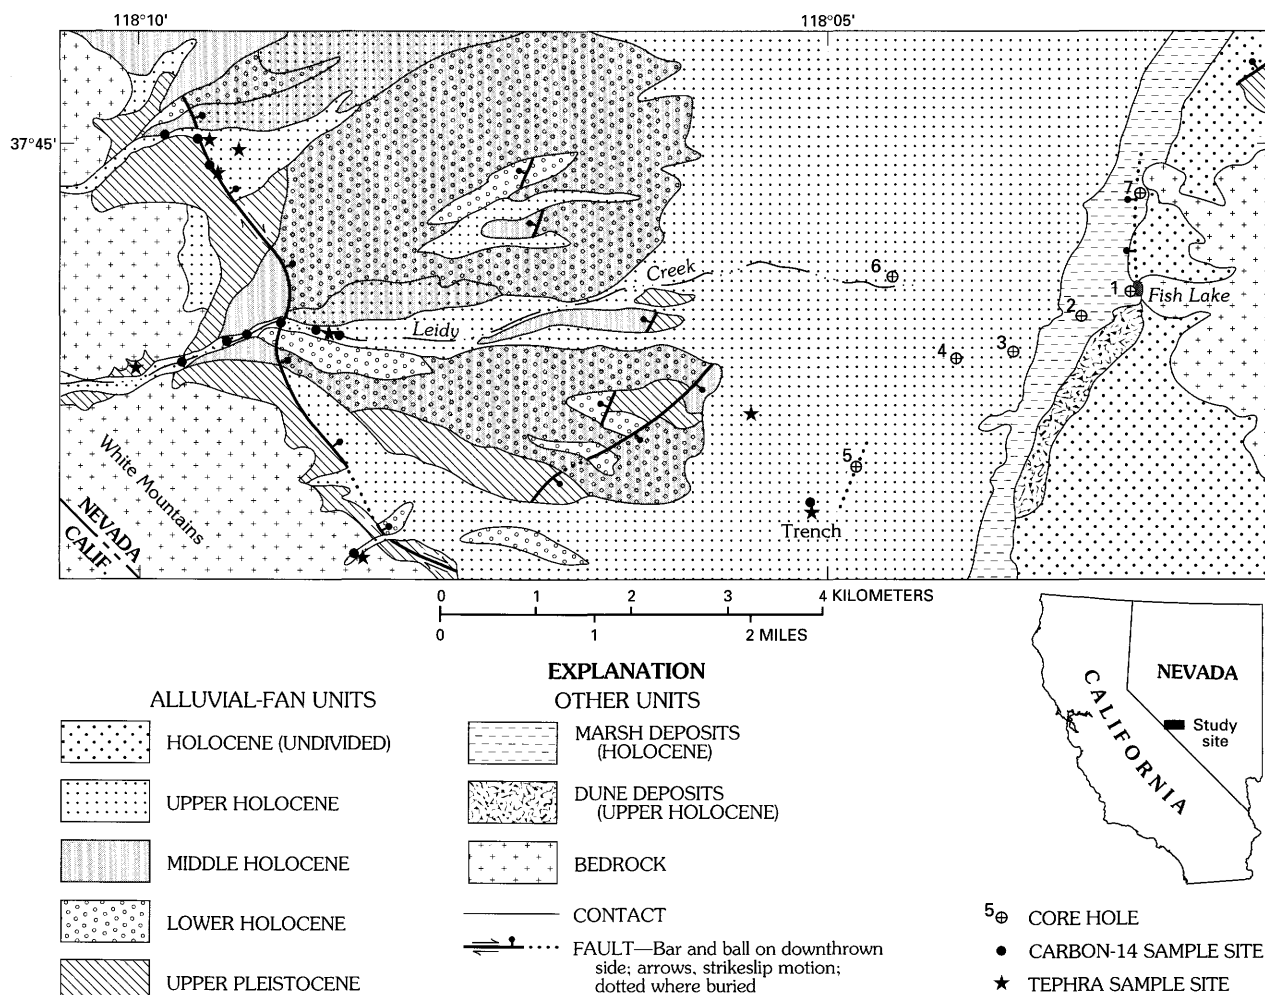 118°10'
118°05'
37°45'
7
Creek
6
1
Fish Lake
2
Leidy
3
4
5
White Mountains
Trench
NEVADA
CALIF
0 1 2 3 4 KILOMETERS
0 1 2 MILES
EXPLANATION
ALLUVIAL-FAN UNITS
HOLOCENE (UNDIVIDED)
UPPER HOLOCENE
MIDDLE HOLOCENE
LOWER HOLOCENE
UPPER PLEISTOCENE
OTHER UNITS
MARSH DEPOSITS
(HOLOCENE)
DUNE DEPOSITS
(UPPER HOLOCENE)
BEDROCK
CONTACT
FAULT—Bar and ball on downthrown
side; arrows, strikeslip motion;
dotted where buried
NEVADA
CALIFORNIA
Study
site
5 CORE HOLE
CARBON-14 SAMPLE SITE
TEPHRA SAMPLE SITE